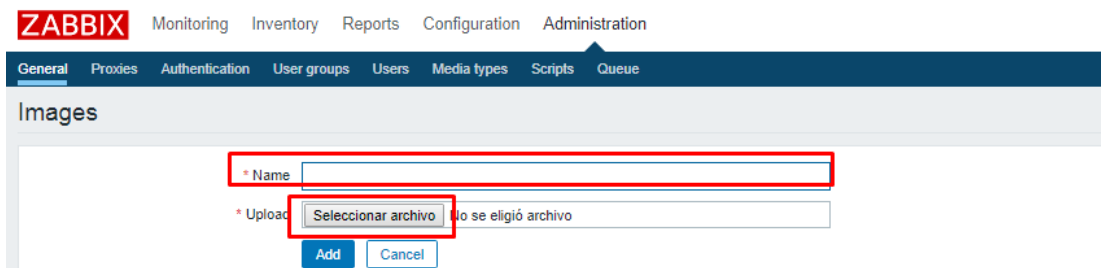 ZABBIX Monitoring Inventory Reports Configuration Administration
General Proxies Authentication User groups Users Media types Scripts Queue
Images
* Name
* Upload Seleccionar archivo No se eligió archivo
Add Cancel